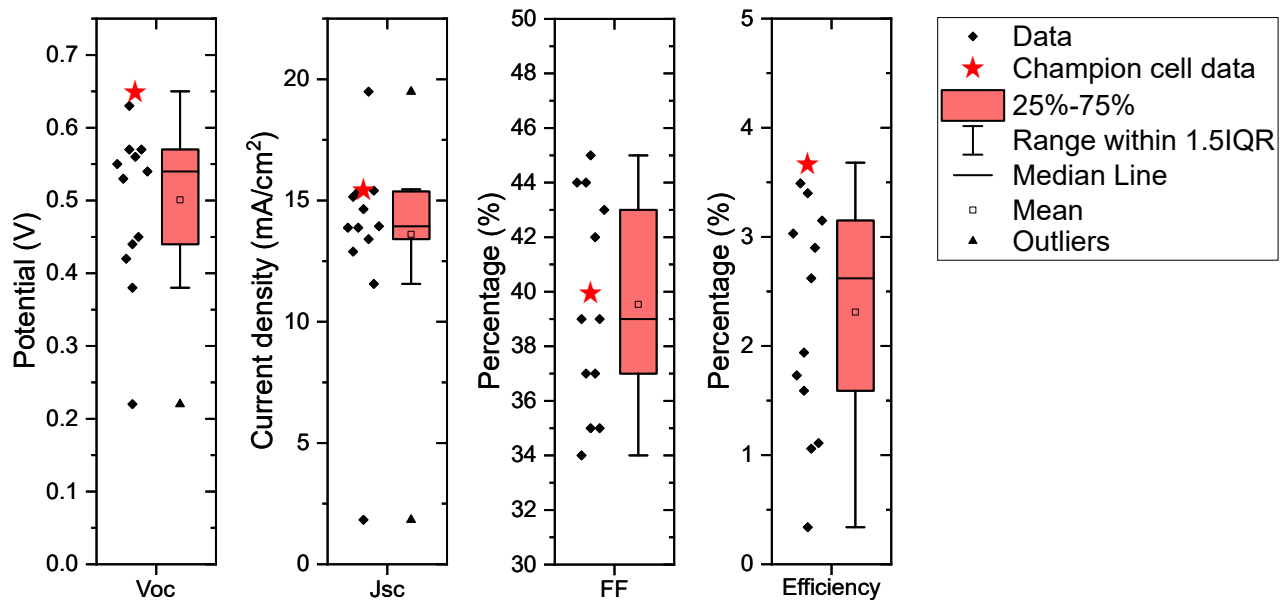 Potential (V)
0.7
0.6
0.5
0.4
0.3
0.2
0.1
0.0
Voc
Current density (mA/cm²)
20
15
10
5
0
Jsc
Percentage (%)
50
48
46
44
42
40
38
36
34
32
30
FF
Percentage (%)
5
4
3
2
1
0
Efficiency
Data
Champion cell data
25%-75%
Range within 1.5IQR
Median Line
Mean
Outliers